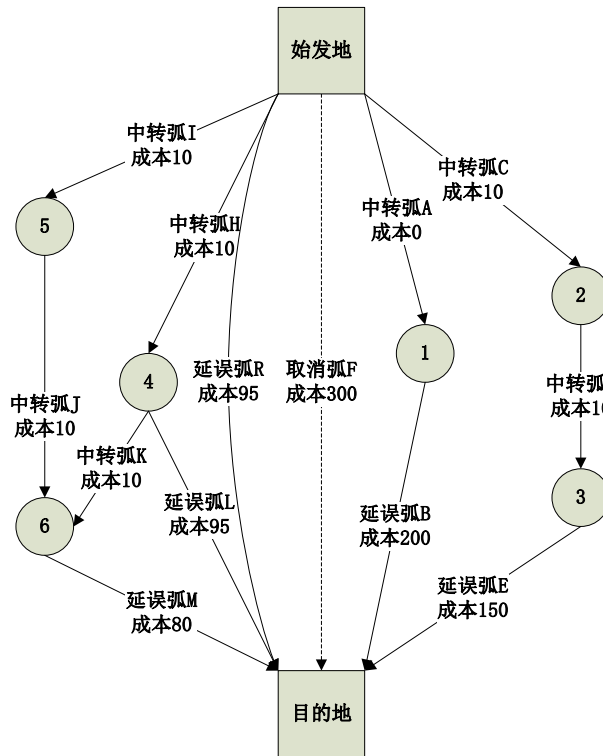 始发地
中转弧I
成本10
中转弧C
成本10
中转弧A
成本0
中转弧H
成本10
5
2
1
延误弧R
成本95
取消弧F
成本300
4
中转弧
中转弧J
成本10
中转弧K
成本10
延误弧L
成本95
延误弧B
成本200
6
3
延误弧M
成本80
延误弧E
成本150
目的地